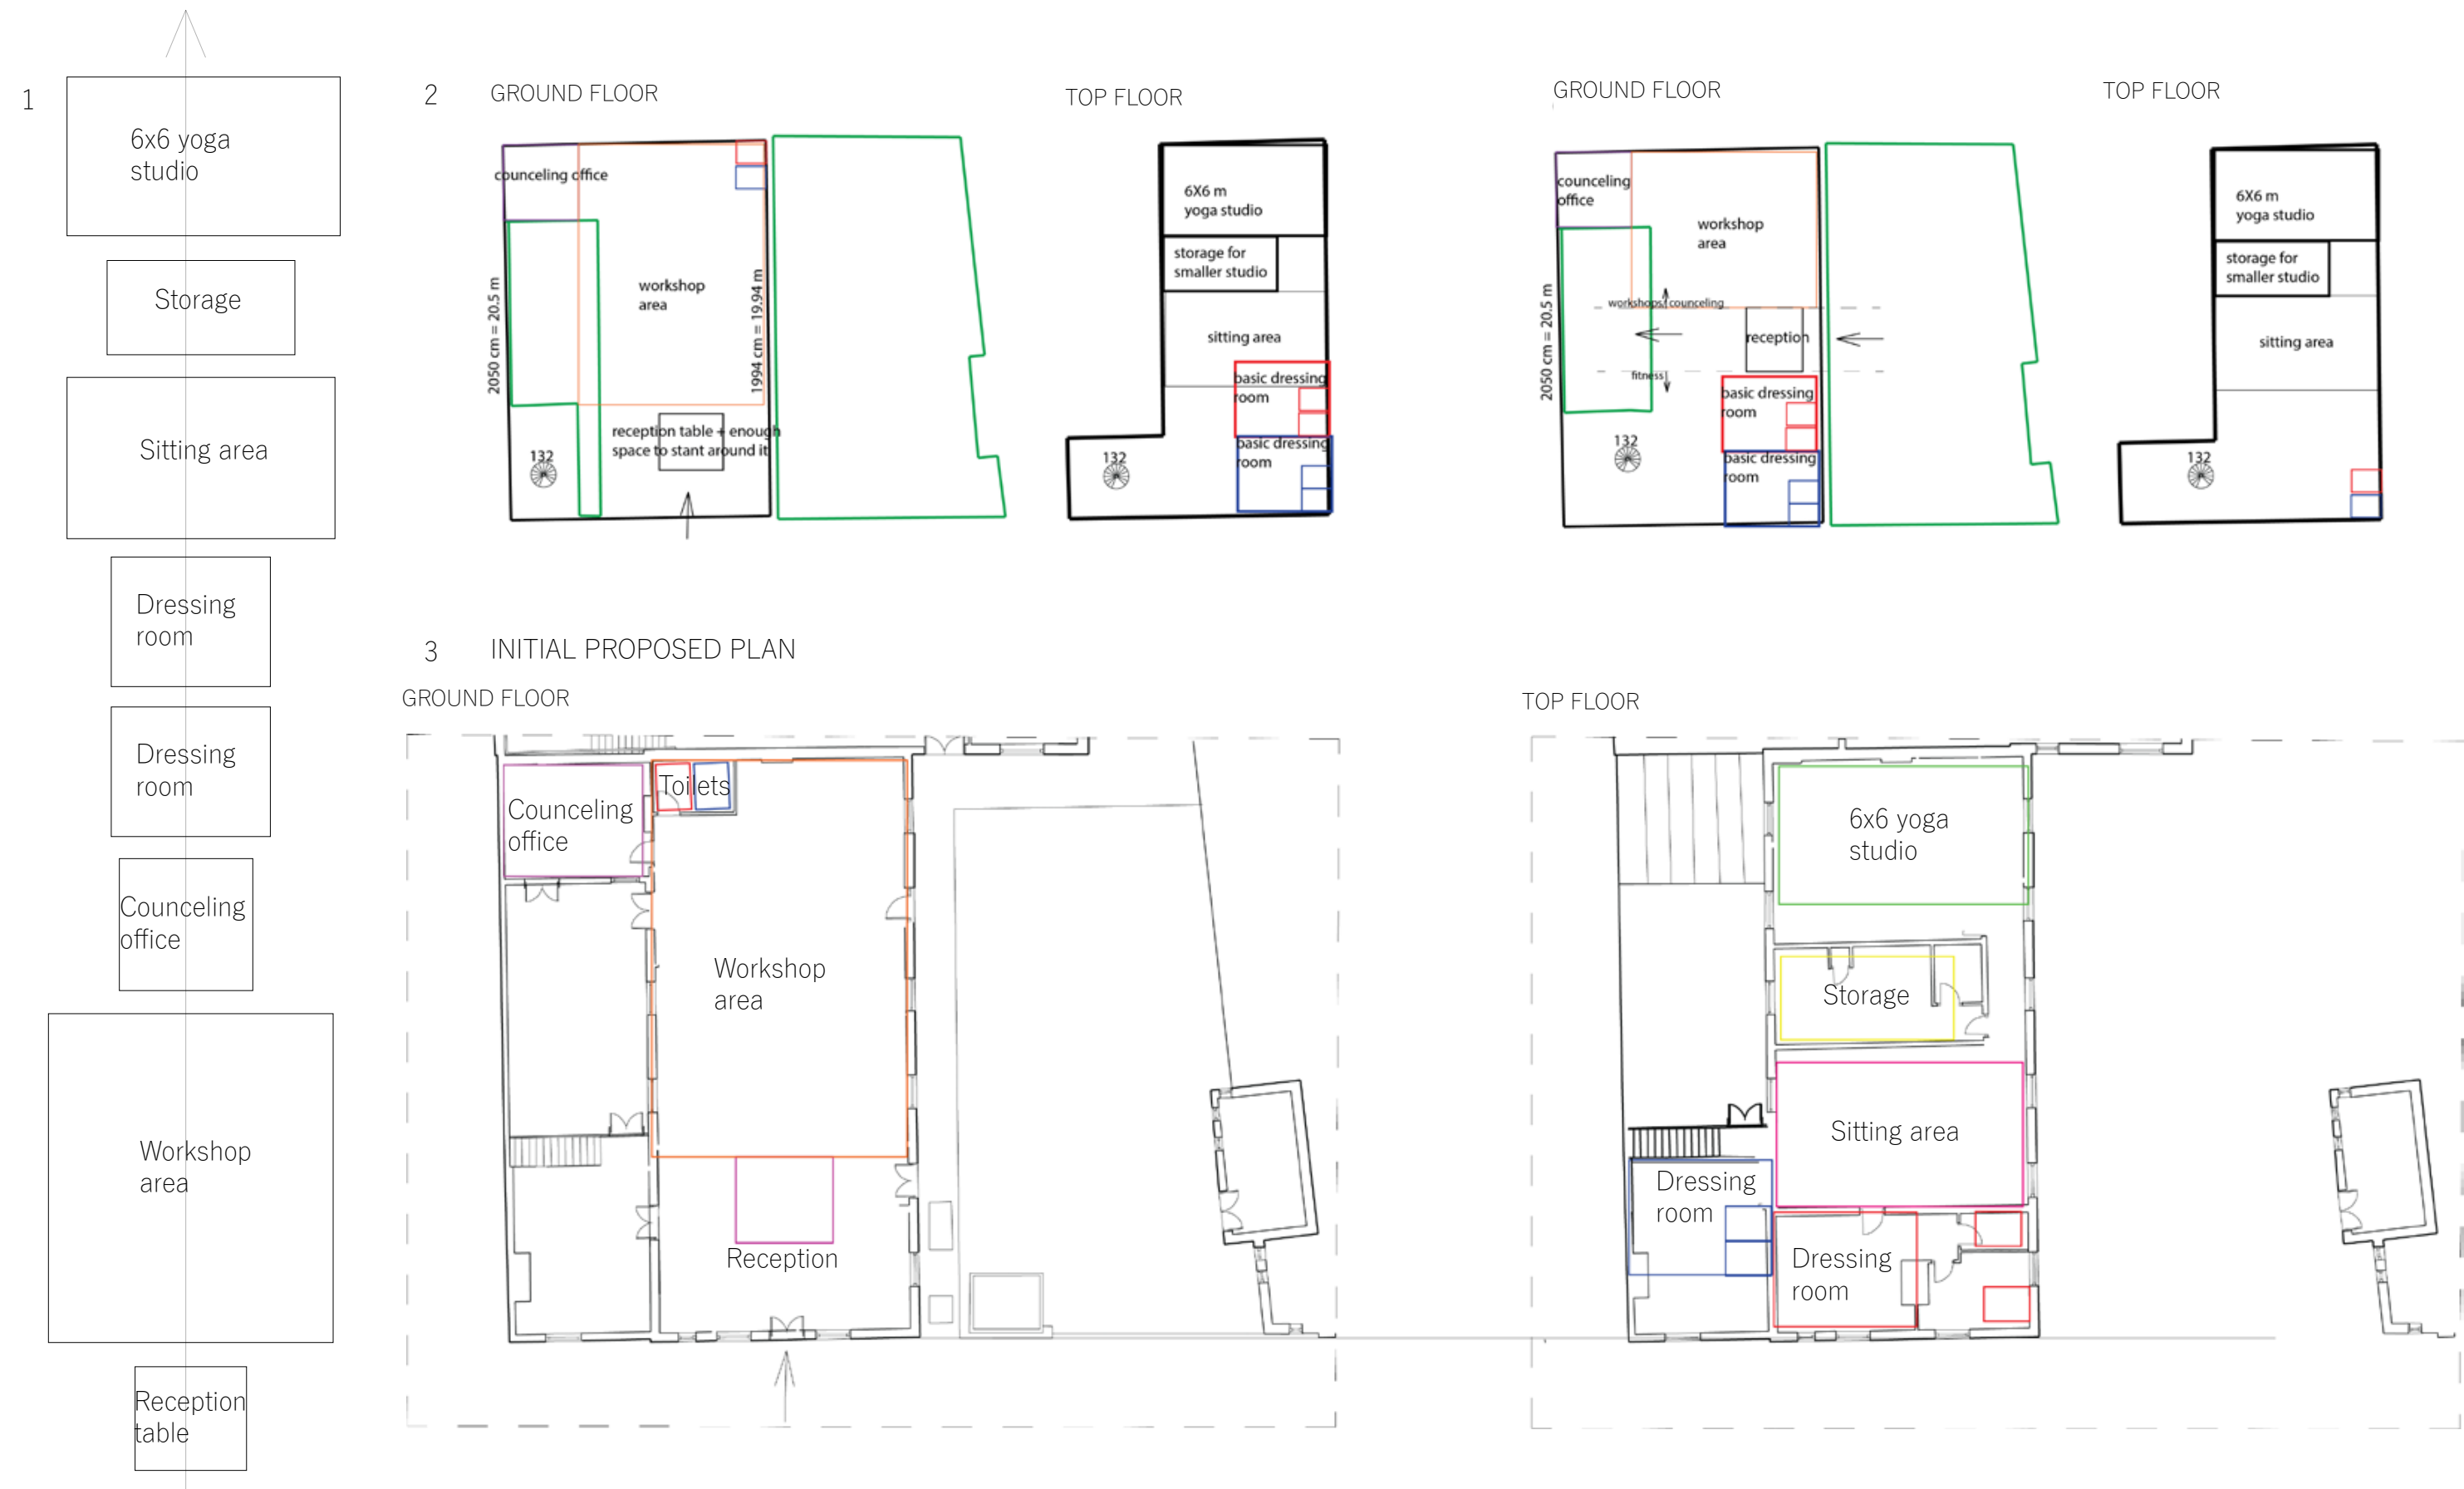 1
6x6 yoga
studio
Storage
Sitting area
Dressing
room
Dressing
room
Counceling
office
Workshop
area
Reception
table
2
GROUND FLOOR
counceling office
workshop
area
2050 cm = 20.5 m
1994 cm = 19.94 m
reception table + enough
space to stant around it
132
TOP FLOOR
6X6 m
yoga studio
storage for
smaller studio
sitting area
basic dressing
room
basic dressing
room
132
GROUND FLOOR
counceling
office
workshop
area
2050 cm = 20.5 m
workshops/ counceling
reception
fitness
basic dressing
room
basic dressing
room
132
TOP FLOOR
6X6 m
yoga studio
storage for
smaller studio
sitting area
132
3
INITIAL PROPOSED PLAN
GROUND FLOOR
Toilets
Counceling
office
Workshop
area
Reception
TOP FLOOR
6x6 yoga
studio
Storage
Sitting area
Dressing
room
Dressing
room